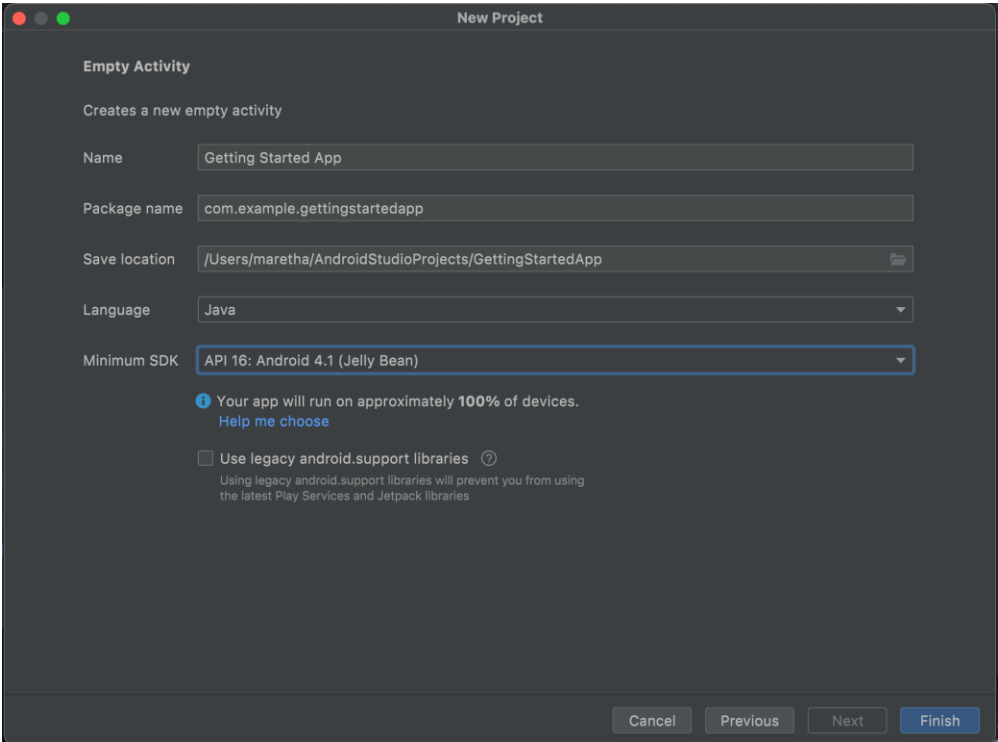 New Project
Empty Activity
Creates a new empty activity
Name Getting Started App
Package name com.example.gettingstartedapp
Save location /Users/maretha/AndroidStudioProjects/GettingStartedApp
Language Java
Minimum SDK API 16: Android 4.1 (Jelly Bean)
Your app will run on approximately 100% of devices.
Help me choose
Use legacy android.support libraries ?
Using legacy android.support libraries will prevent you from using
the latest Play Services and Jetpack libraries
Cancel Previous Next Finish